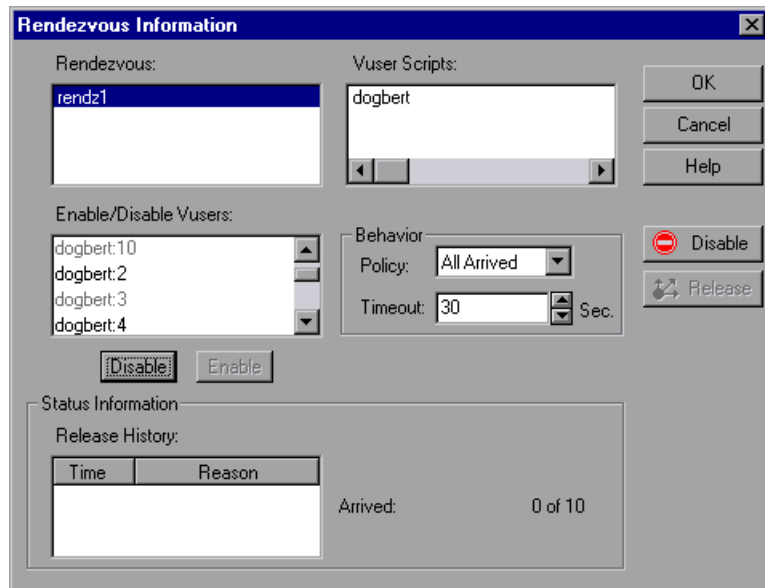 Rendezvous Information
Rendezvous:
Vuser Scripts:
rendz1
dogbert
OK
Cancel
Help
Enable/Disable Vusers:
dogbert:10
dogbert:2
dogbert:3
dogbert:4
Behavior
Policy: All Arrived
Timeout: 30 Sec.
Disable
Release
Disable Enable
Status Information
Release History:
Time Reason
Arrived: 0 of 10